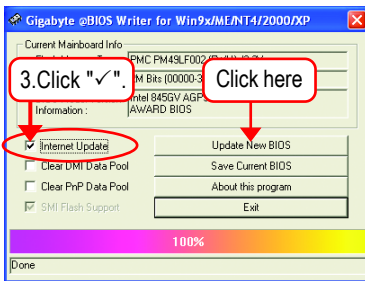 Gigabyte @BIOS Writer for Win9x/ME/NT4/2000/XP
Current Mainboard Info
PMC PM49LF002
3.Click "✓".
Click here
M Bits (00000-3
Intel 845GV AGP
Information : AWARD BIOS
Internet Update
Update New BIOS
Clear DMI Data Pool
Save Current BIOS
Clear PnP Data Pool
About this program
SMI Flash Support
Exit
100%
Done